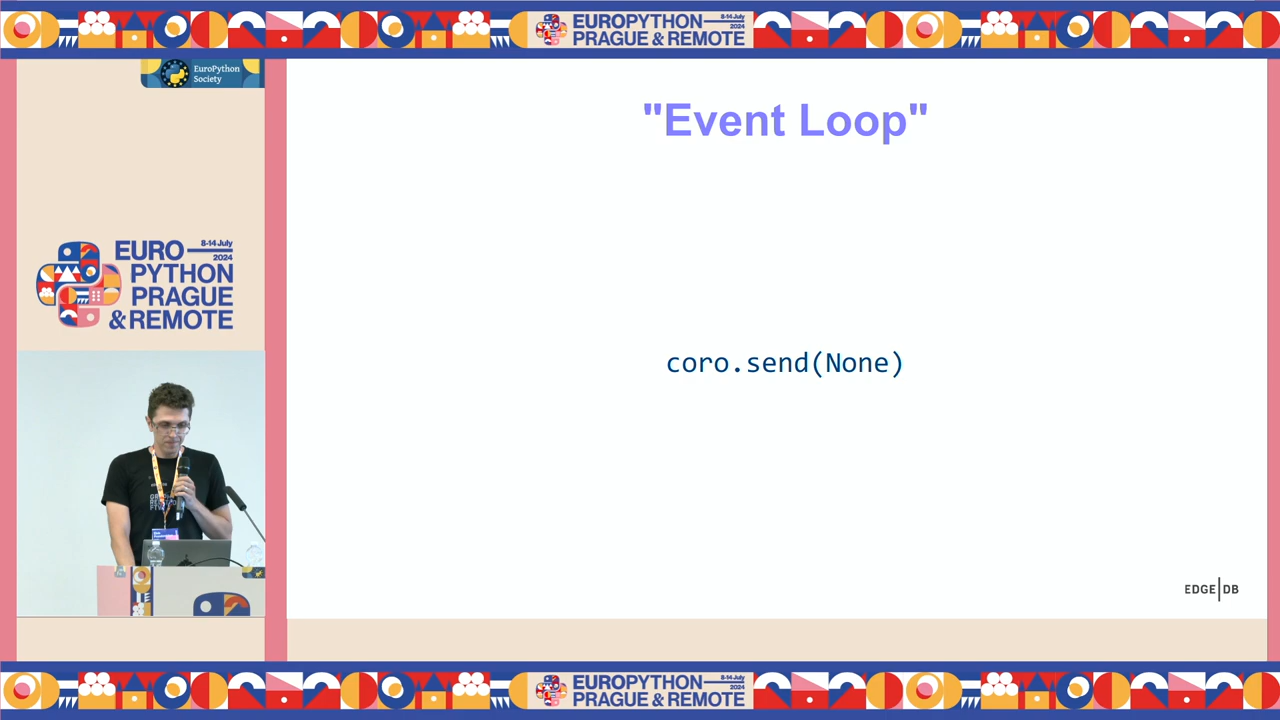 EUROPYTHON
8-14 July
2024
PRAGUE & REMOTE
EuroPython
Society
"Event Loop"
EURO
8-14 July
2024
PYTHON
PRAGUE
& REMOTE
coro.send(None)
EDGE|DB
EUROPYTHON
8-14 July
2024
PRAGUE & REMOTE